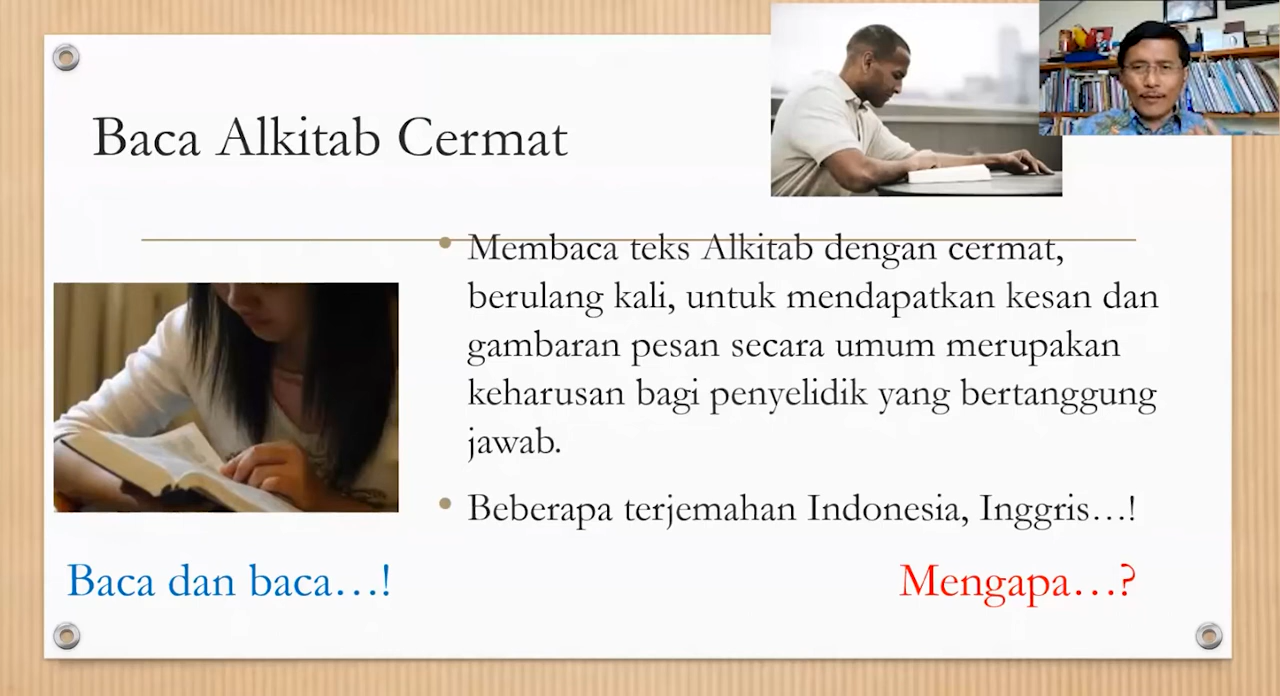 Baca Alkitab Cermat
Membaca teks Alkitab dengan cermat,
berulang kali, untuk mendapatkan kesan dan
gambaran pesan secara umum merupakan
keharusan bagi penyelidik yang bertanggung
jawab.
Beberapa terjemahan Indonesia, Inggris…!
Baca dan baca…!
Mengapa…?